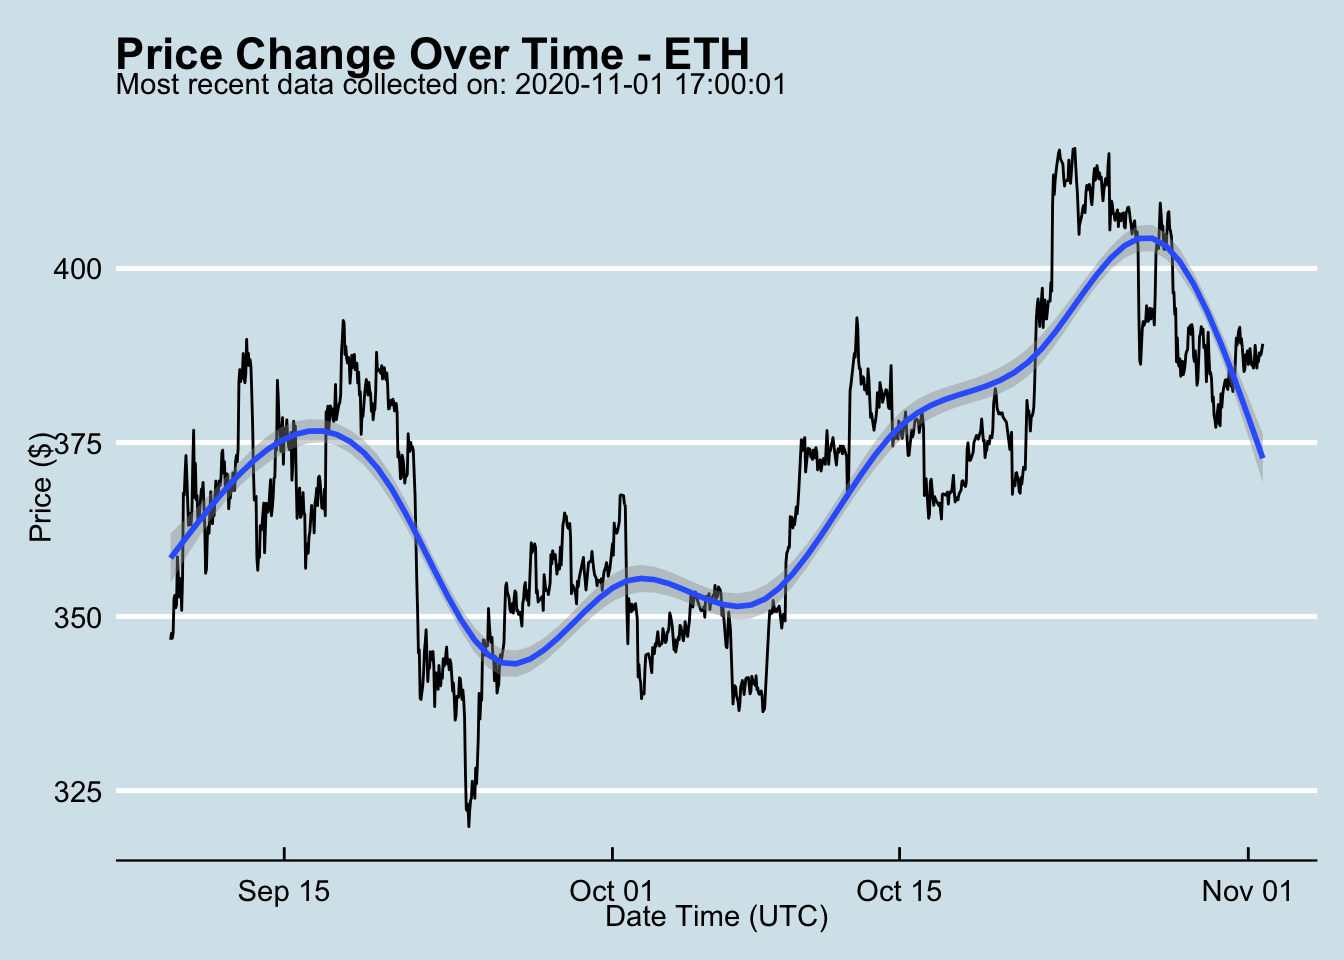 Price Change Over Time - ETH
Most recent data collected on: 2020-11-01 17:00:01
Price ($)
400
375
350
325
Sep 15
Oct 01
Oct 15
Nov 01
Date Time (UTC)